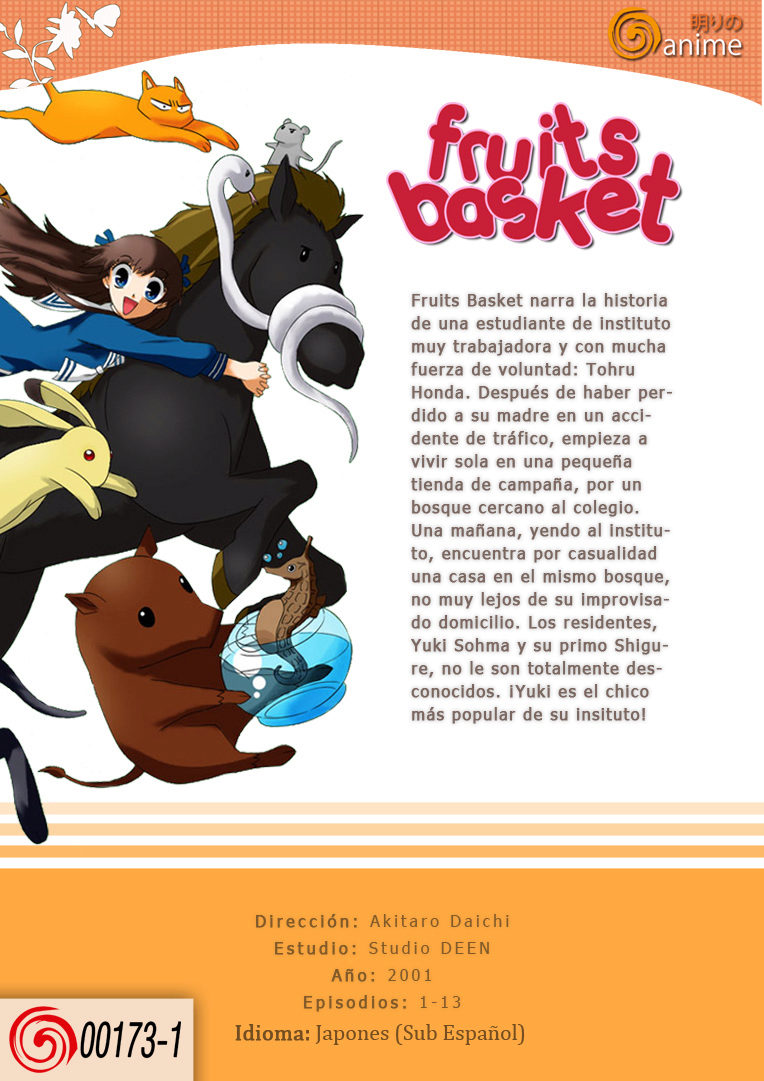 明りの
anime
fruits
basket
Fruits Basket narra la historia
de una estudiante de instituto
muy trabajadora y con mucha
fuerza de voluntad: Tohru
Honda. Después de haber per-
dido a su madre en un acci-
dente de tráfico, empieza a
vivir sola en una pequeña
tienda de campaña, por un
bosque cercano al colegio.
Una mañana, yendo al institu-
to, encuentra por casualidad
una casa en el mismo bosque,
no muy lejos de su improvisa-
do domicilio. Los residentes,
Yuki Sohma y su primo Shigu-
re, no le son totalmente des-
conocidos. ¡Yuki es el chico
más popular de su insituto!
Dirección: Akitaro Daichi
Estudio: Studio DEEN
Año: 2001
Episodios: 1-13
Idioma: Japones (Sub Español)
00173-1